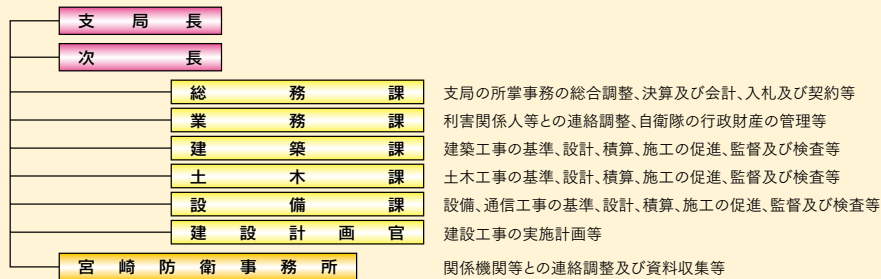 支局長
次長
総務課 支局の所掌事務の総合調整、決算及び会計、入札及び契約等
業務課 利害関係人等との連絡調整、自衛隊の行政財産の管理等
建築課 建築工事の基準、設計、積算、施工の促進、監督及び検査等
土木課 土木工事の基準、設計、積算、施工の促進、監督及び検査等
設備課 設備、通信工事の基準、設計、積算、施工の促進、監督及び検査等
建設計画官 建設工事の実施計画等
宮崎防衛事務所 関係機関等との連絡調整及び資料収集等